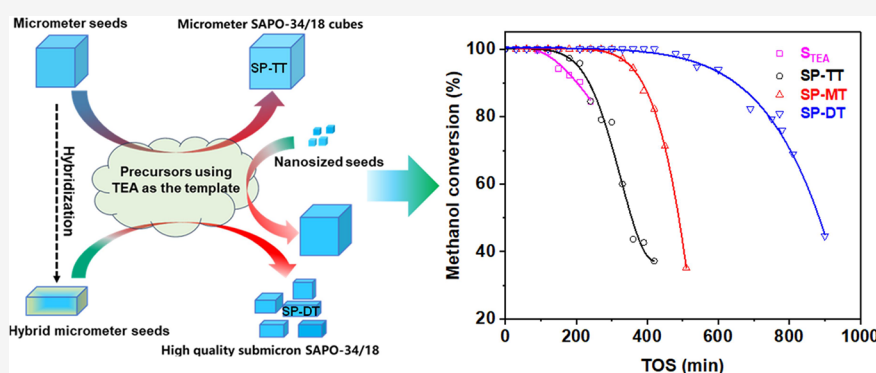 Micrometer seeds
Micrometer SAPO-34/18 cubes
SP-TT
Hybridization
Nanosized seeds
Precursors using
TEA as the template
SP-DT
Hybrid micrometer seeds
High quality submicron SAPO-34/18
Methanol conversion (%)
100
80
60
40
20
0
200
400
600
800
1000
TOS (min)
STEA
SP-TT
SP-MT
SP-DT